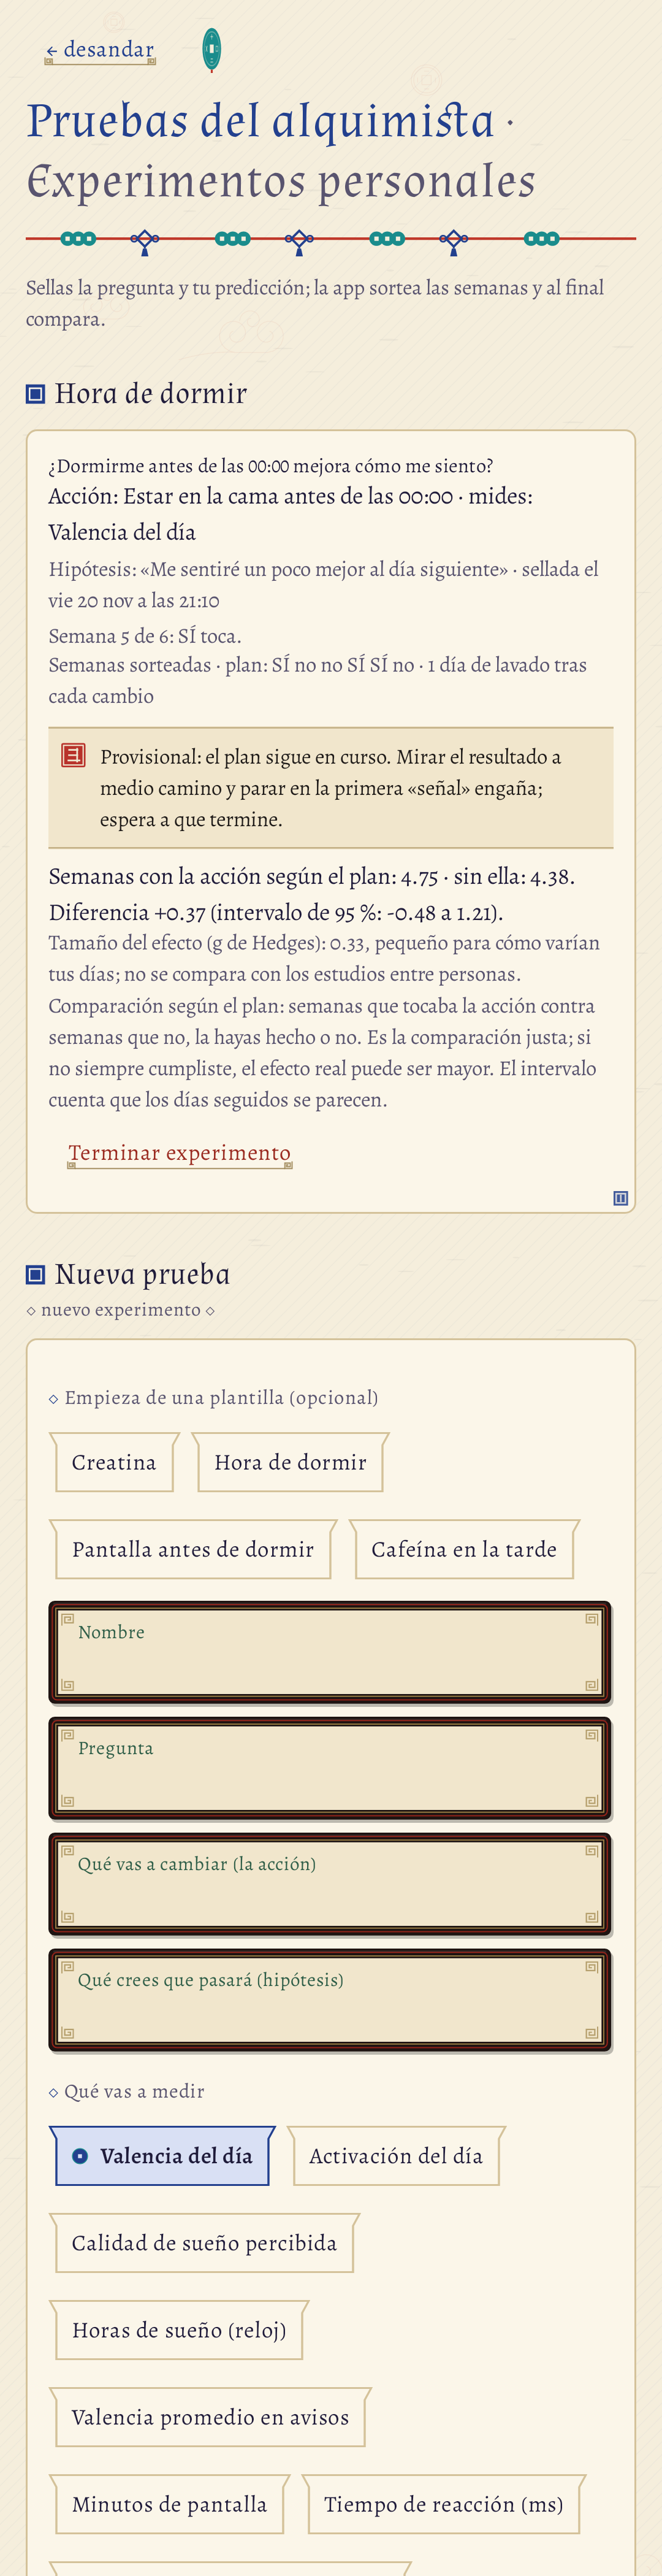 ← desandar
Pruebas del alquimista ·
Experimentos personales
Sellas la pregunta y tu predicción; la app sortea las semanas y al final
compara.
Hora de dormir
¿Dormirme antes de las 00:00 mejora cómo me siento?
Acción: Estar en la cama antes de las 00:00 · mides:
Valencia del día
Hipótesis: «Me sentiré un poco mejor al día siguiente» · sellada el
vie 20 nov a las 21:10
Semana 5 de 6: SÍ toca.
Semanas sorteadas · plan: SÍ no no SÍ SÍ no · 1 día de lavado tras
cada cambio
Provisional: el plan sigue en curso. Mirar el resultado a
medio camino y parar en la primera «señal» engaña;
espera a que termine.
Semanas con la acción según el plan: 4.75 · sin ella: 4.38.
Diferencia +0.37 (intervalo de 95 %: -0.48 a 1.21).
Tamaño del efecto (g de Hedges): 0.33, pequeño para cómo varían
tus días; no se compara con los estudios entre personas.
Comparación según el plan: semanas que tocaba la acción contra
semanas que no, la hayas hecho o no. Es la comparación justa; si
no siempre cumpliste, el efecto real puede ser mayor. El intervalo
cuenta que los días seguidos se parecen.
Terminar experimento
Nueva prueba
◇ nuevo experimento ◇
◇ Empieza de una plantilla (opcional)
Creatina
Hora de dormir
Pantalla antes de dormir
Cafeína en la tarde
Nombre
Pregunta
Qué vas a cambiar (la acción)
Qué crees que pasará (hipótesis)
◇ Qué vas a medir
Valencia del día
Activación del día
Calidad de sueño percibida
Horas de sueño (reloj)
Valencia promedio en avisos
Minutos de pantalla
Tiempo de reacción (ms)